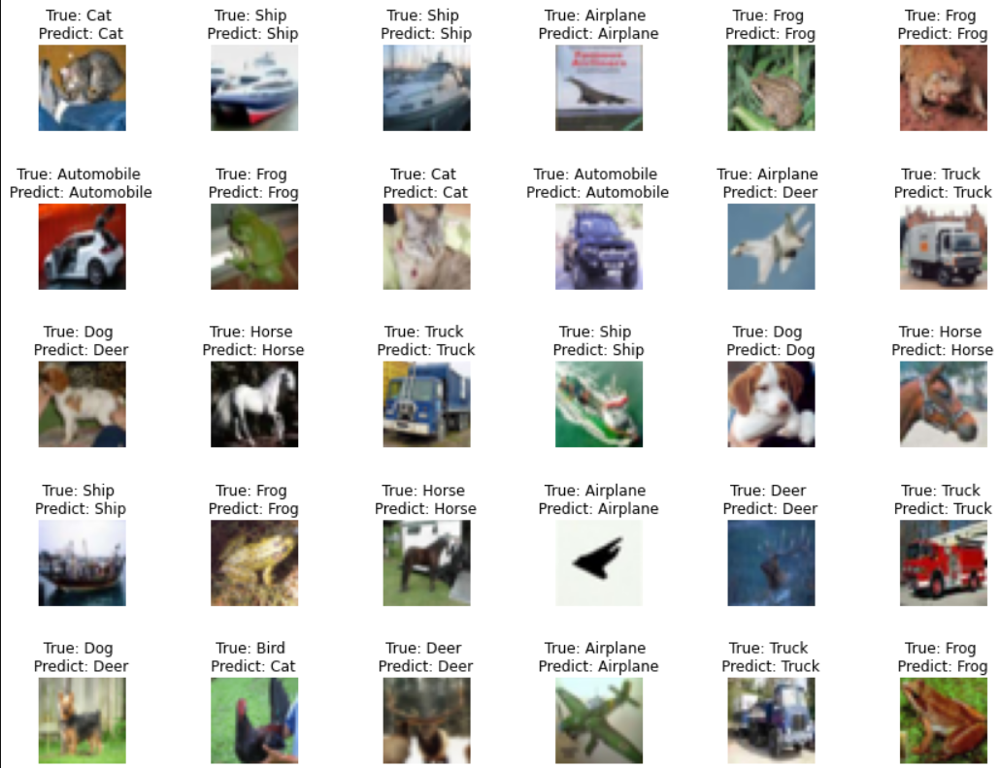 True: Cat
Predict: Cat
True: Ship
Predict: Ship
True: Ship
Predict: Ship
True: Airplane
Predict: Airplane
True: Frog
Predict: Frog
True: Frog
Predict: Frog
True: Automobile
Predict: Automobile
True: Frog
Predict: Frog
True: Cat
Predict: Cat
True: Automobile
Predict: Automobile
True: Airplane
Predict: Deer
True: Truck
Predict: Truck
True: Dog
Predict: Deer
True: Horse
Predict: Horse
True: Truck
Predict: Truck
True: Ship
Predict: Ship
True: Dog
Predict: Dog
True: Horse
Predict: Horse
True: Ship
Predict: Ship
True: Frog
Predict: Frog
True: Horse
Predict: Horse
True: Airplane
Predict: Airplane
True: Deer
Predict: Deer
True: Truck
Predict: Truck
True: Dog
Predict: Deer
True: Bird
Predict: Cat
True: Deer
Predict: Deer
True: Airplane
Predict: Airplane
True: Truck
Predict: Truck
True: Frog
Predict: Frog